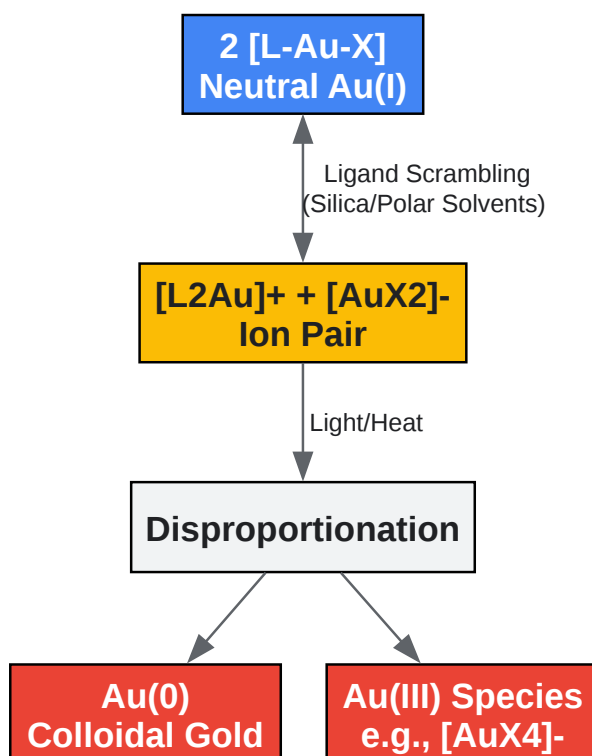 2 [L-Au-X]
Neutral Au(I)
Ligand Scrambling
(Silica/Polar Solvents)
[L2Au]+ + [AuX2]-
Ion Pair
Light/Heat
Disproportionation
Au(0)
Colloidal Gold
Au(III) Species
e.g., [AuX4]-